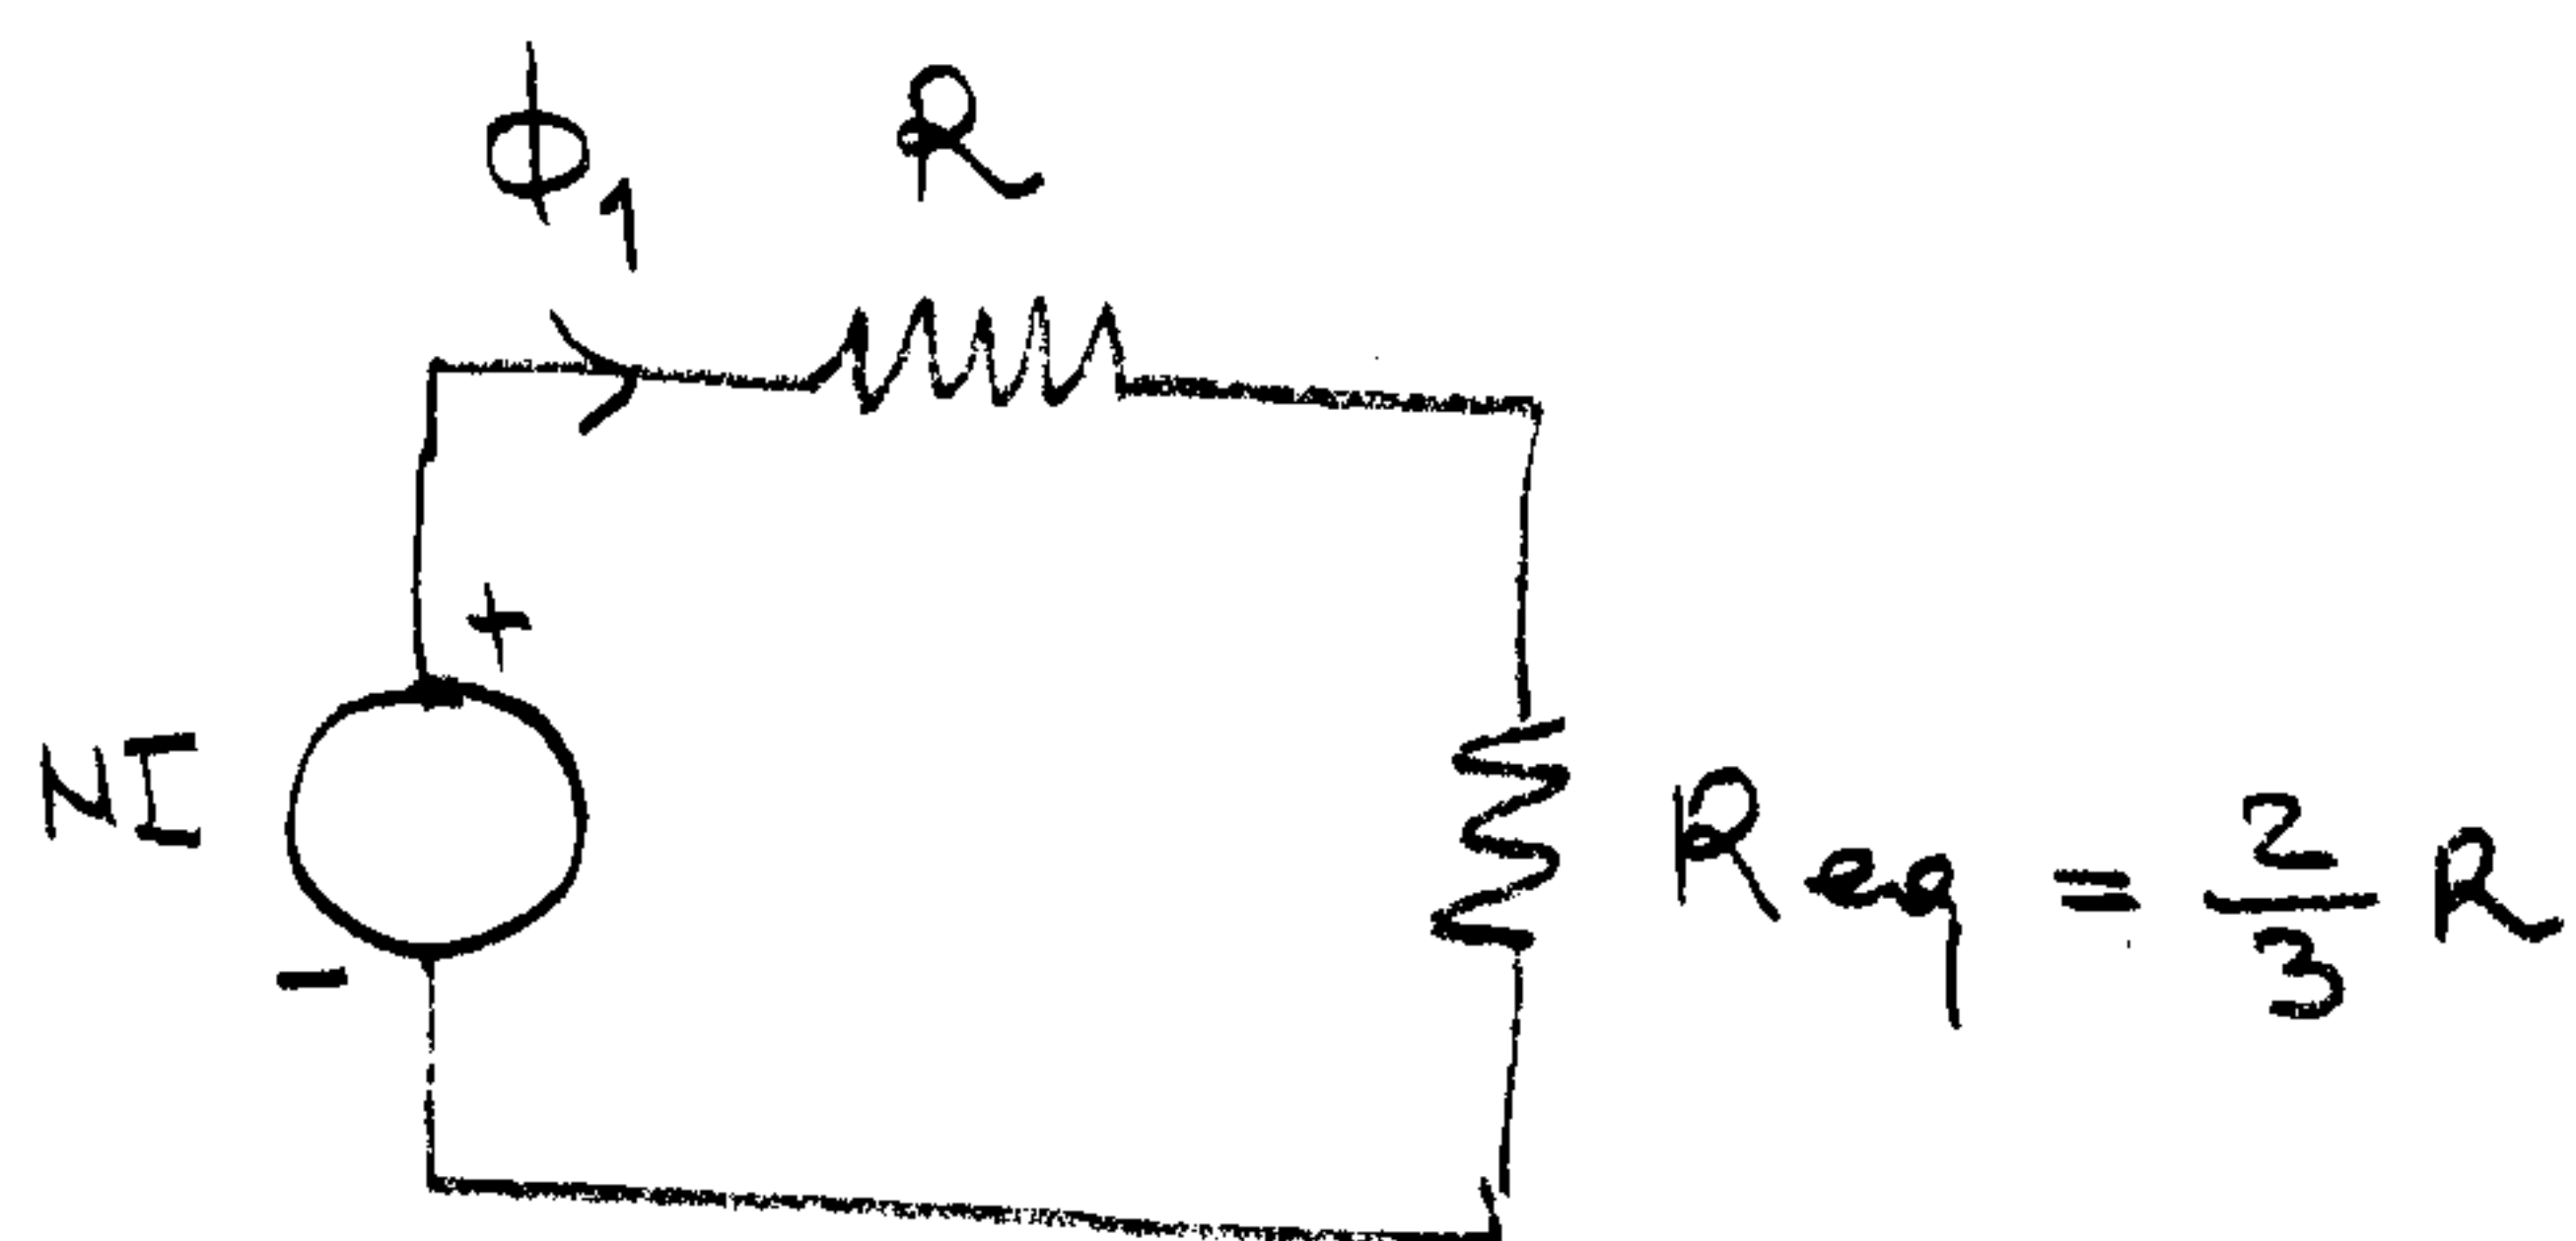 ϕ1
R
+
NI
Req = 2/3 R
-